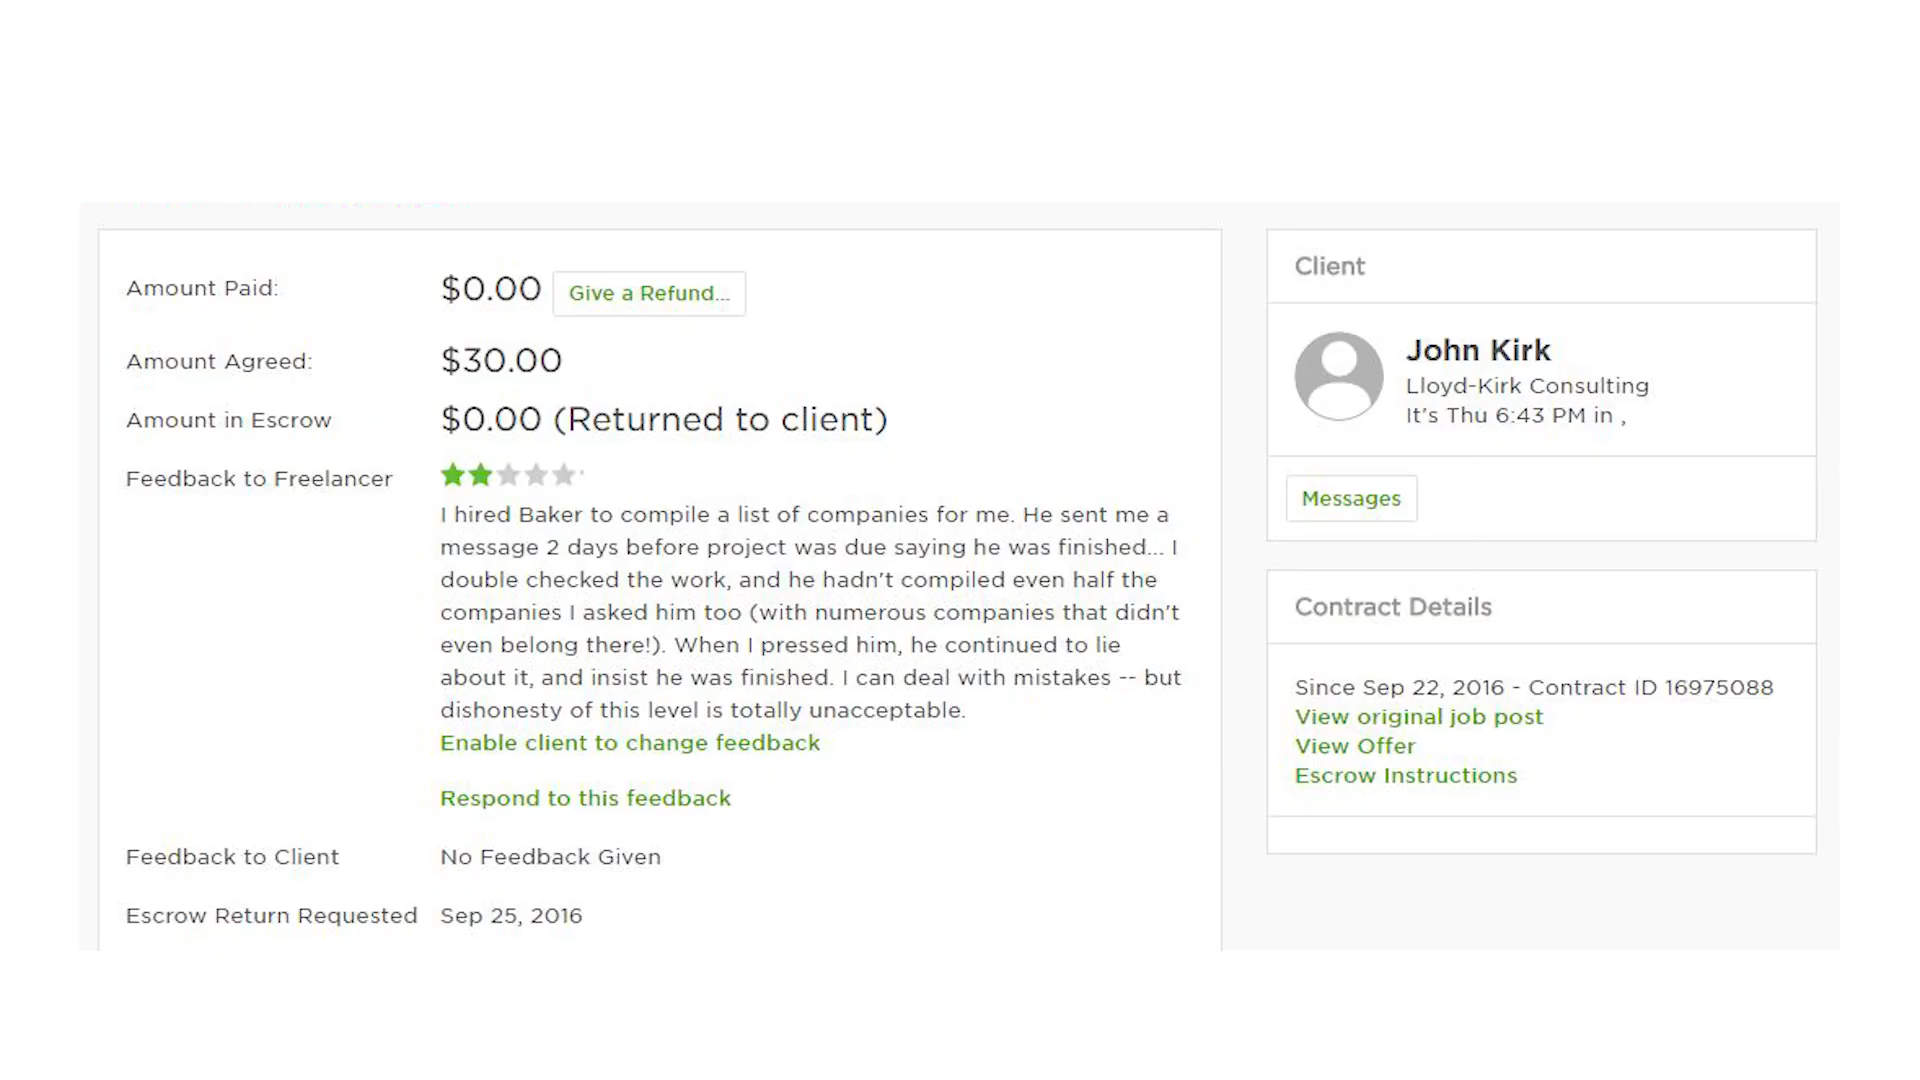 Amount Paid: $0.00 Give a Refund...
Amount Agreed: $30.00
Amount in Escrow $0.00 (Returned to client)
Feedback to Freelancer
I hired Baker to compile a list of companies for me. He sent me a
message 2 days before project was due saying he was finished... I
double checked the work, and he hadn't compiled even half the
companies I asked him too (with numerous companies that didn't
even belong there!). When I pressed him, he continued to lie
about it, and insist he was finished. I can deal with mistakes -- but
dishonesty of this level is totally unacceptable.
Enable client to change feedback
Respond to this feedback
Feedback to Client No Feedback Given
Escrow Return Requested Sep 25, 2016
Client
John Kirk
Lloyd-Kirk Consulting
It's Thu 6:43 PM in ,
Messages
Contract Details
Since Sep 22, 2016 - Contract ID 16975088
View original job post
View Offer
Escrow Instructions